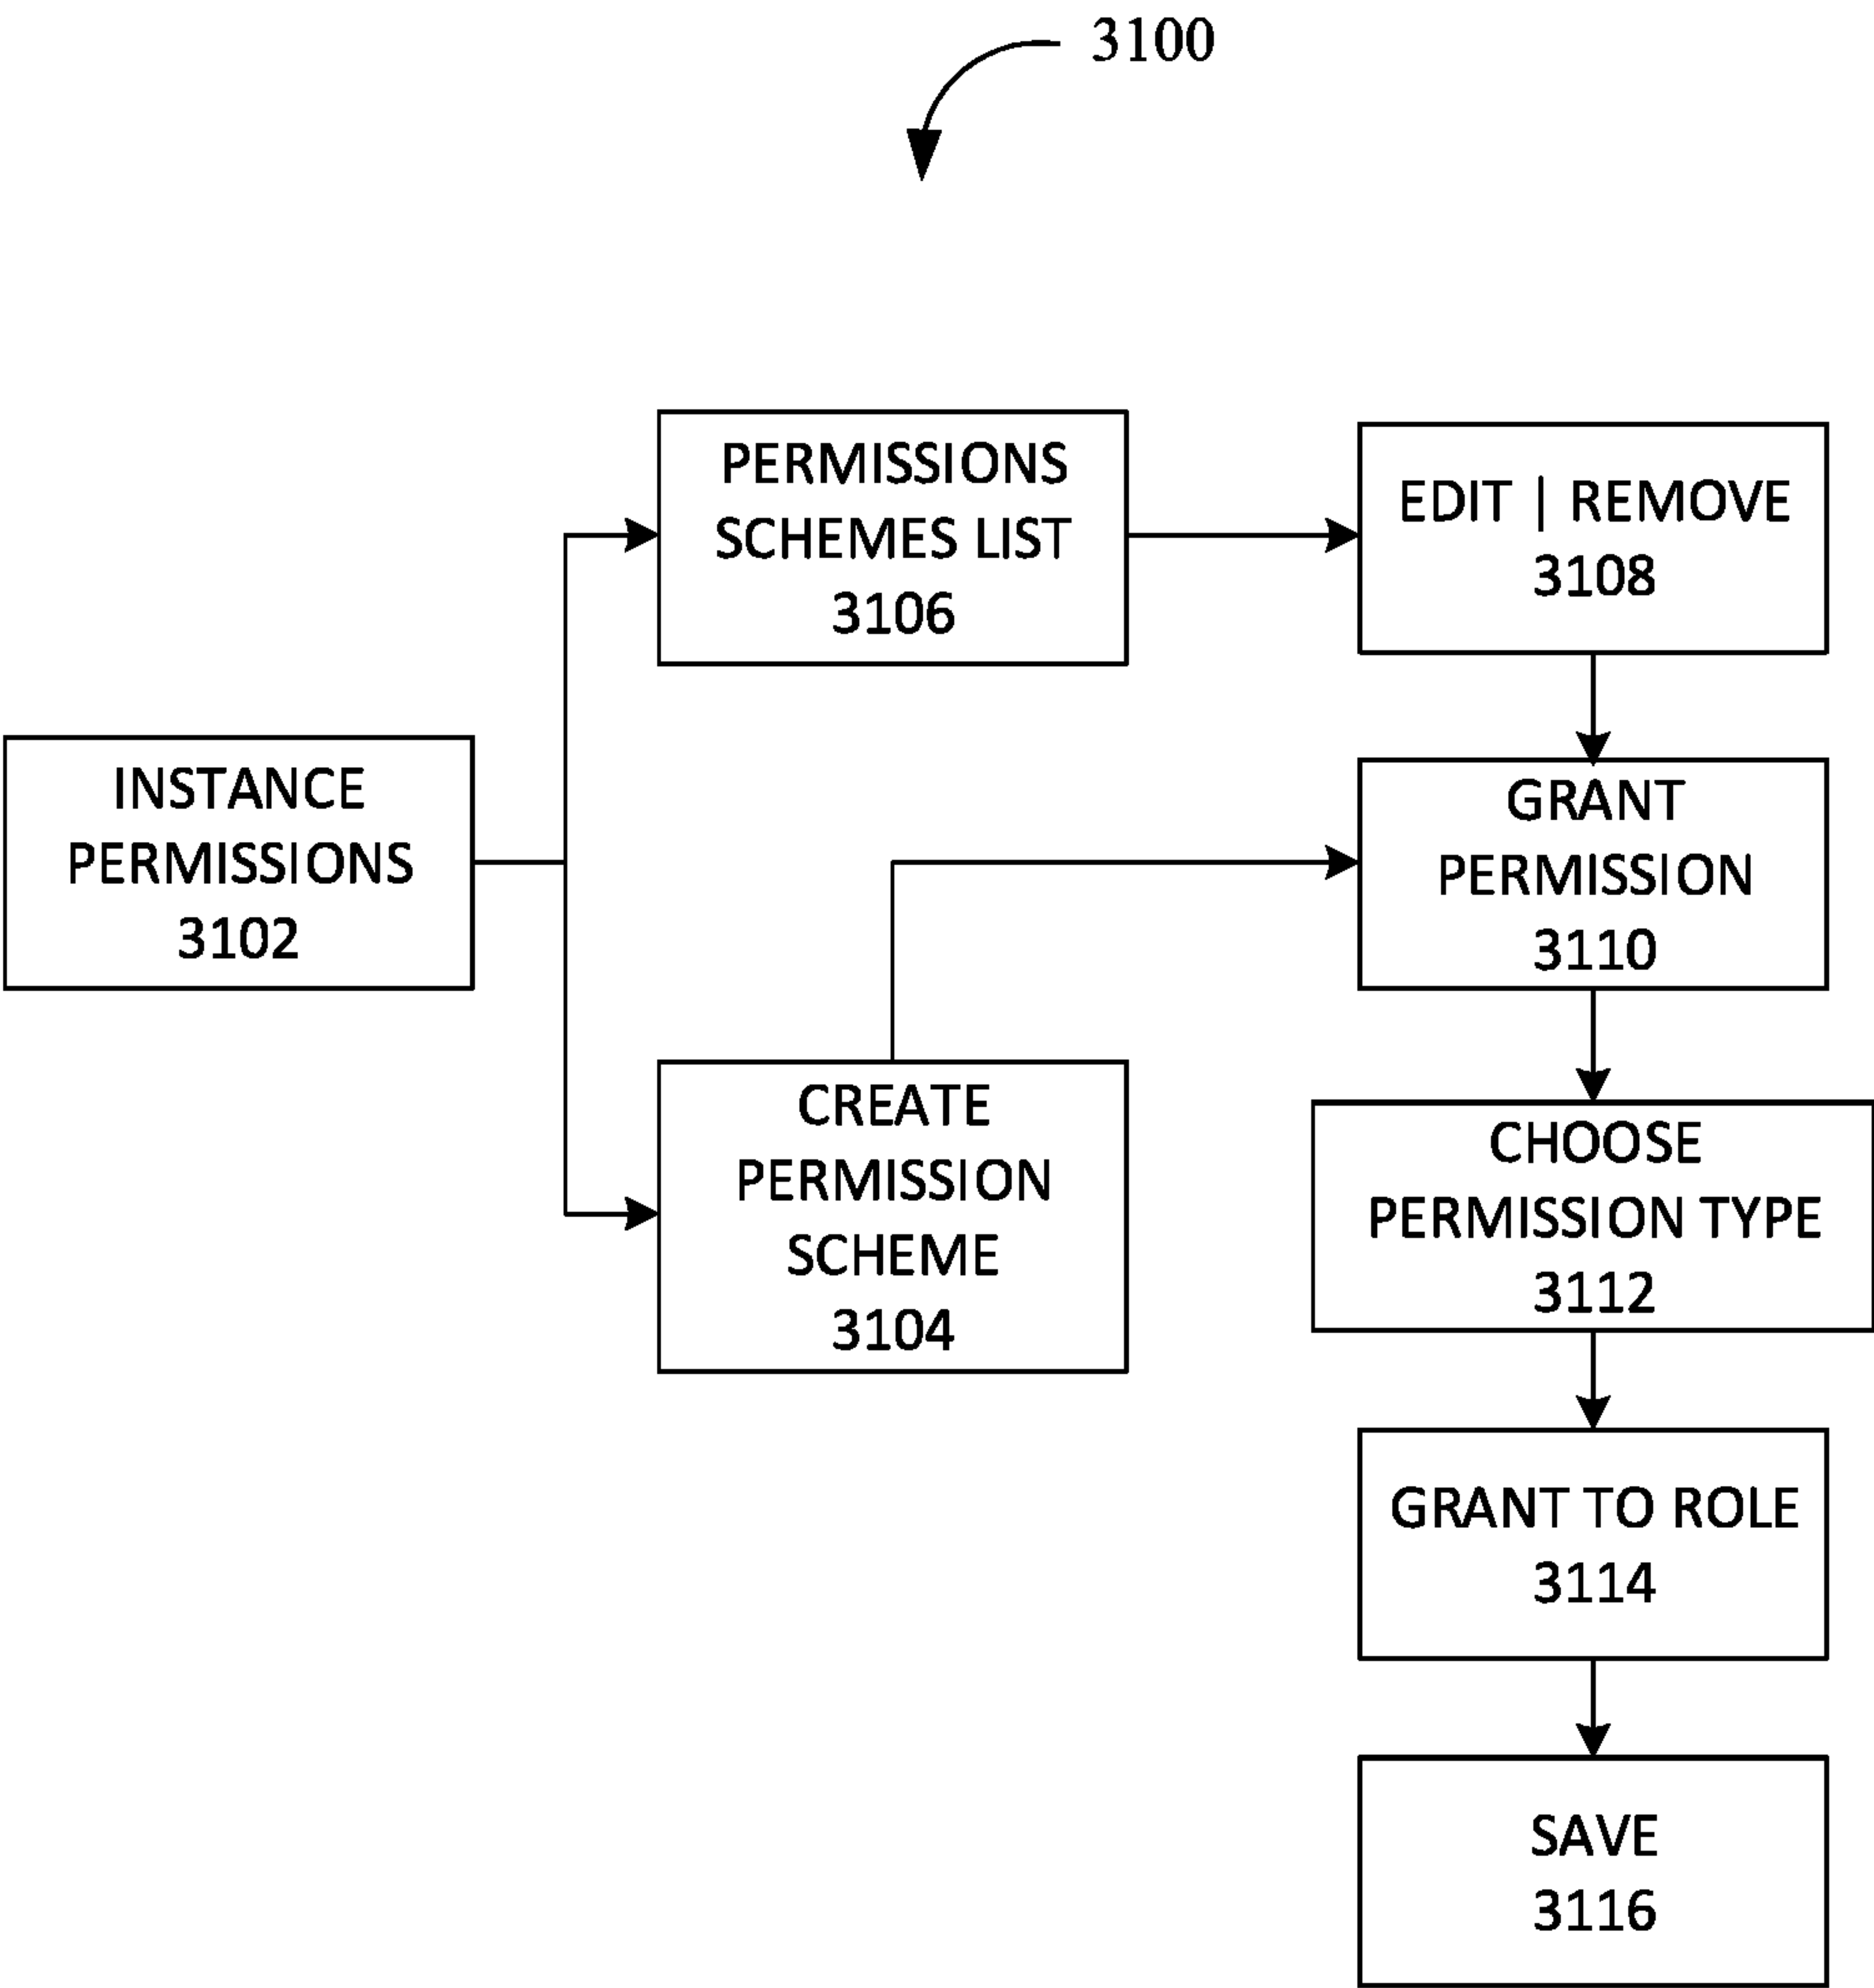 3100
PERMISSIONS
SCHEMES LIST
3106
EDIT | REMOVE
3108
INSTANCE
PERMISSIONS
3102
GRANT
PERMISSION
3110
CREATE
PERMISSION
SCHEME
3104
CHOOSE
PERMISSION TYPE
3112
GRANT TO ROLE
3114
SAVE
3116